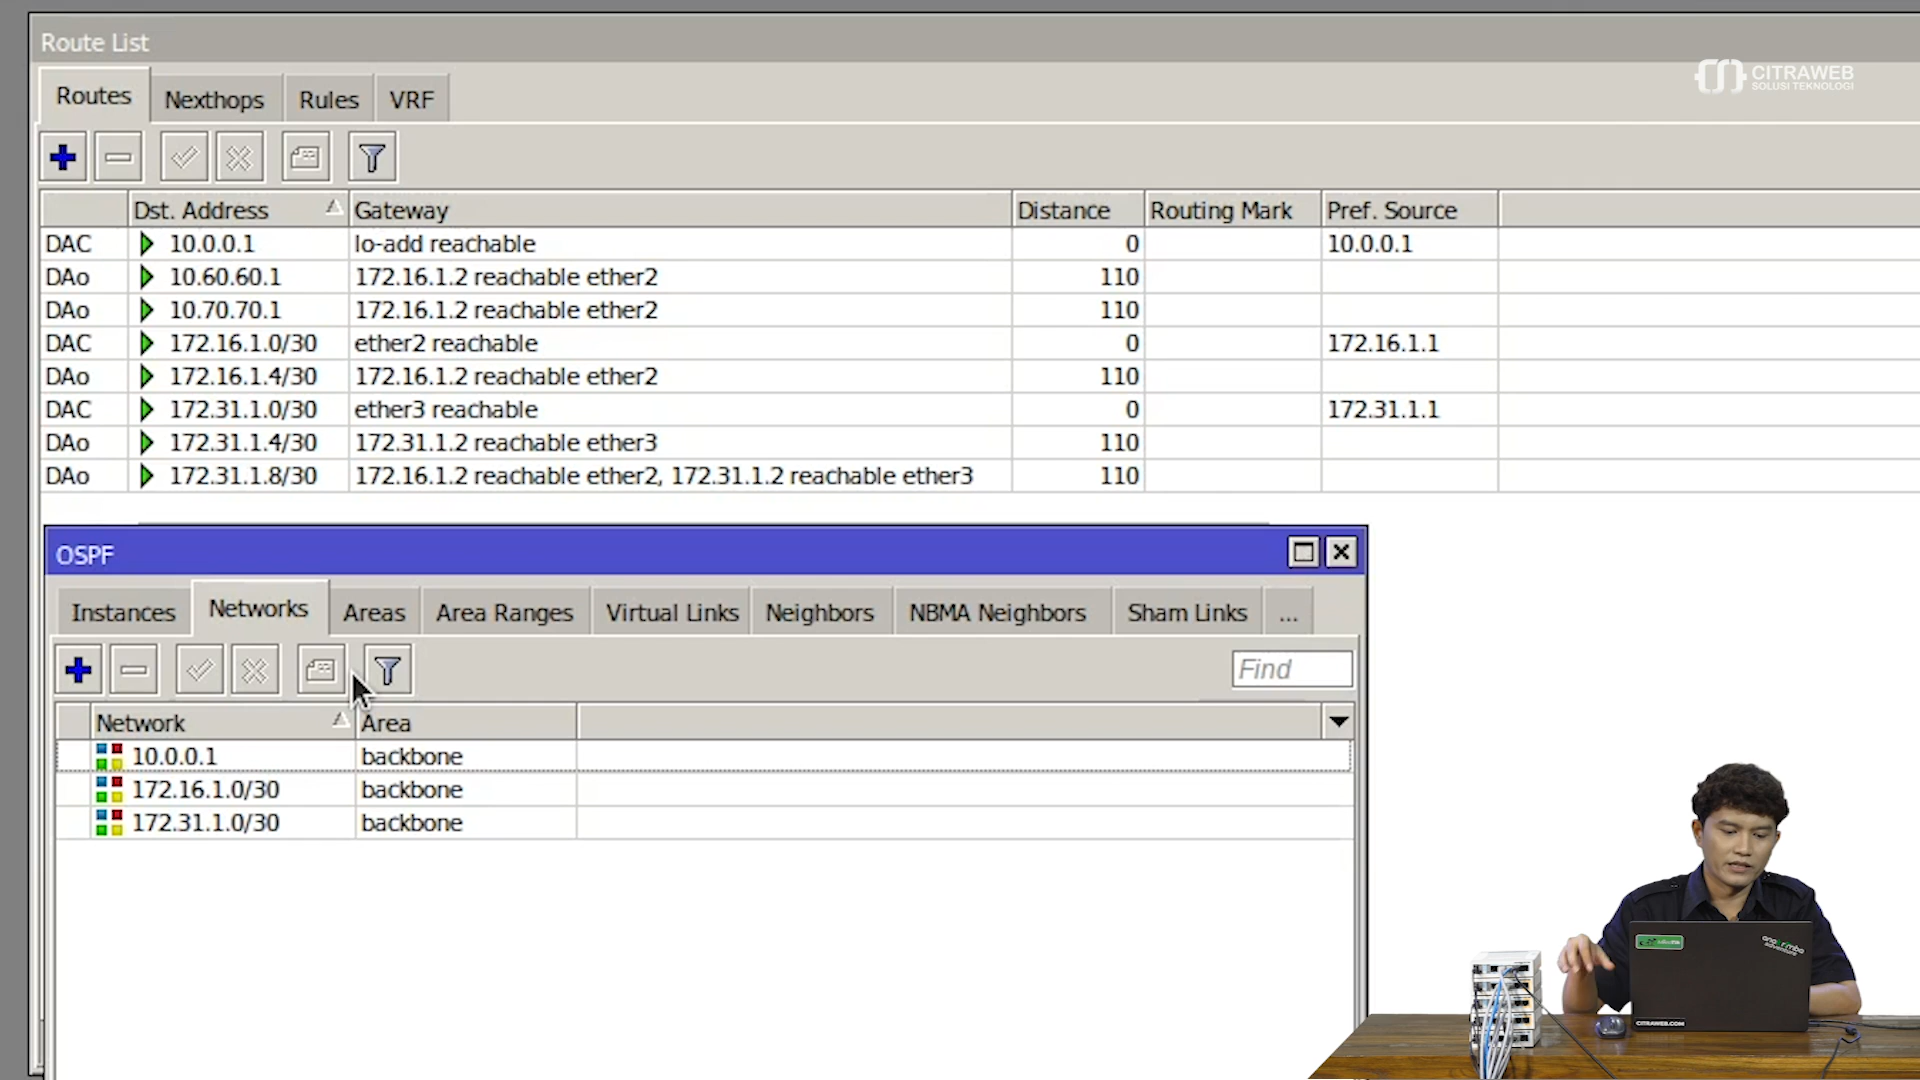 Route List
CITRAWEB
SOLUSI TEKNOLOGI
Routes Nexthops Rules VRF
Dst. Address Gateway Distance Routing Mark Pref. Source
DAC 10.0.0.1 lo-add reachable 0 10.0.0.1
DAo 10.60.60.1 172.16.1.2 reachable ether2 110
DAo 10.70.70.1 172.16.1.2 reachable ether2 110
DAC 172.16.1.0/30 ether2 reachable 0 172.16.1.1
DAo 172.16.1.4/30 172.16.1.2 reachable ether2 110
DAC 172.31.1.0/30 ether3 reachable 0 172.31.1.1
DAo 172.31.1.4/30 172.31.1.2 reachable ether3 110
DAo 172.31.1.8/30 172.16.1.2 reachable ether2, 172.31.1.2 reachable ether3 110
OSPF
Instances Networks Areas Area Ranges Virtual Links Neighbors NBMA Neighbors Sham Links ...
Find
Network Area
10.0.0.1 backbone
172.16.1.0/30 backbone
172.31.1.0/30 backbone
CITRAWEB.COM